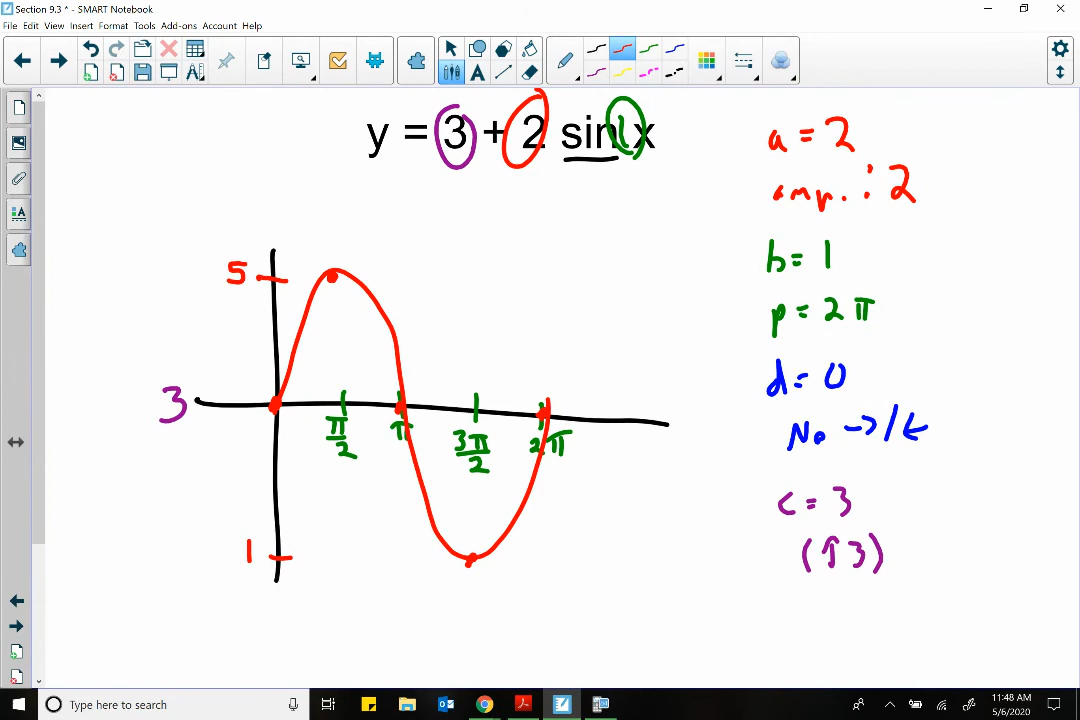 Section 9.3 * - SMART Notebook
File Edit View Insert Format Tools Add-ons Account Help
y = 3 + 2 sin 1x
a = 2
amp. : 2
b = 1
p = 2π
d = 0
No →/←
c = 3
(↑3)
5
3
π/2
π
3π/2
2π
1
Type here to search
11:48 AM
5/6/2020